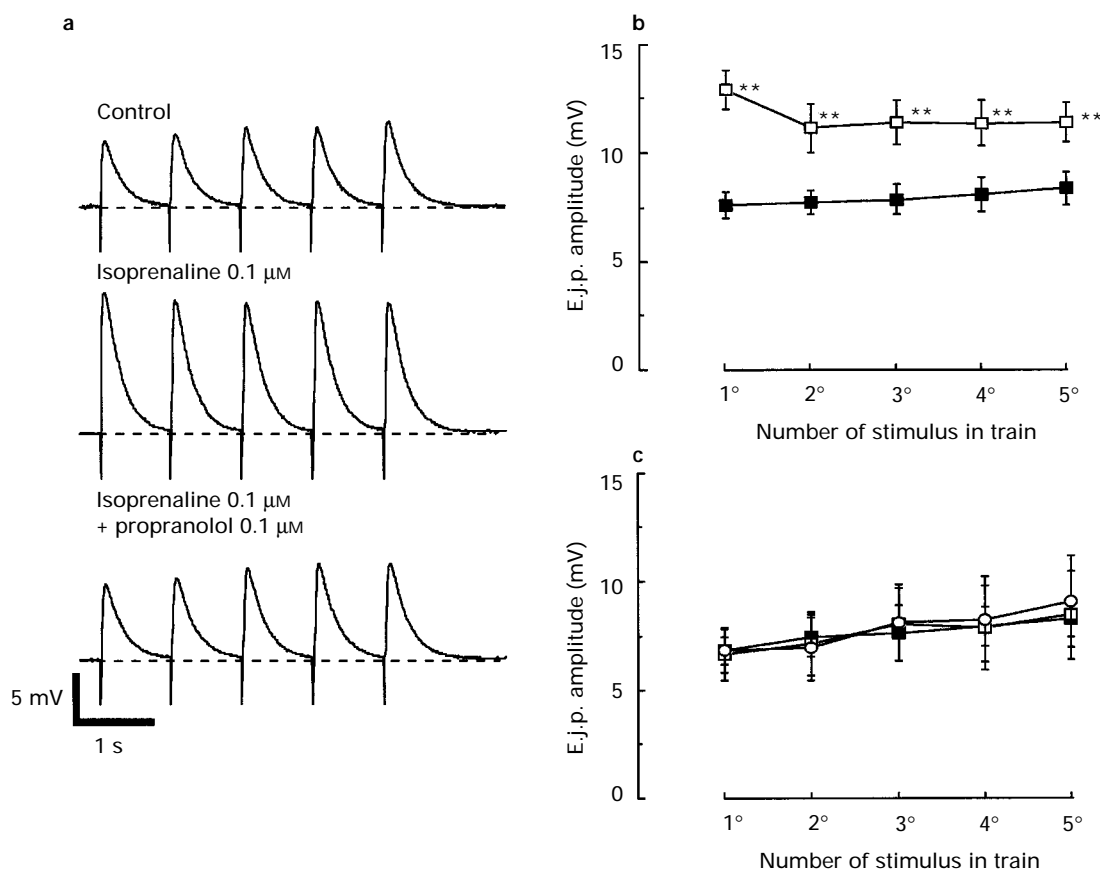 a
Control
Isoprenaline 0.1 µM
Isoprenaline 0.1 µM
+ propranolol 0.1 µM
5 mV
1 s
b
15
10
5
0
E.j.p. amplitude (mV)
**
**
**
**
**
1° 2° 3° 4° 5°
Number of stimulus in train
c
15
10
5
0
E.j.p. amplitude (mV)
1° 2° 3° 4° 5°
Number of stimulus in train